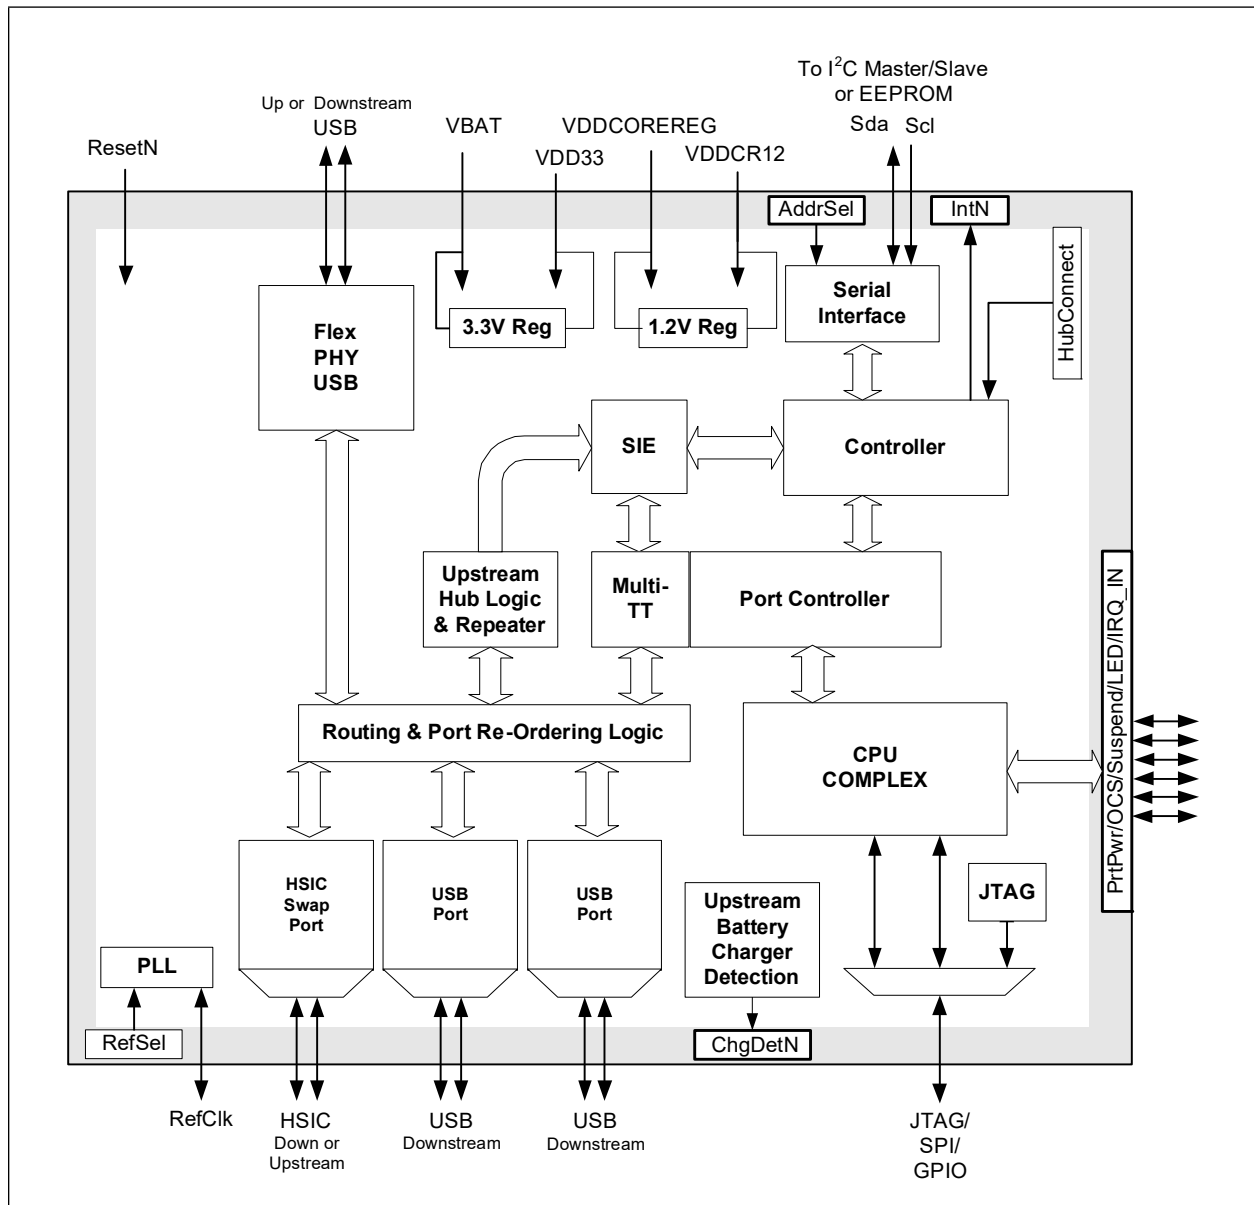 To I2C Master/Slave
or EEPROM
Up or Downstream
USB
VBAT
VDDCOREREG
Sda
Scl
ResetN
VDD33
VDDCR12
AddrSel
IntN
HubConnect
Flex
PHY
USB
3.3V Reg
1.2V Reg
Serial
Interface
SIE
Controller
Upstream
Hub Logic
& Repeater
Multi-
TT
Port Controller
PrtPwr/OCS/Suspend/LED/IRQ_IN
Routing & Port Re-Ordering Logic
CPU
COMPLEX
HSIC
Swap
Port
USB
Port
USB
Port
Upstream
Battery
Charger
Detection
JTAG
PLL
RefSel
ChgDetN
RefClk
HSIC
Down or
Upstream
USB
Downstream
USB
Downstream
JTAG/
SPI/
GPIO